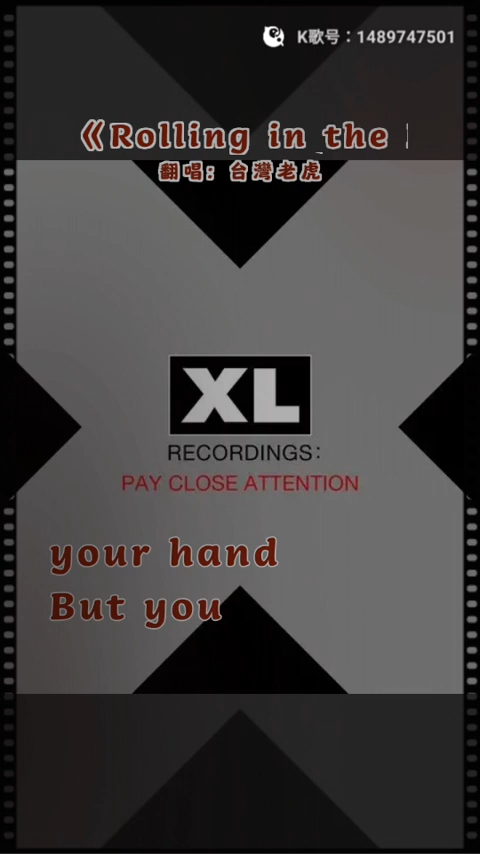 K歌号：1489747501
《Rolling in the
翻唱：台灣老虎
XL
RECORDINGS:
PAY CLOSE ATTENTION
your hand
But you